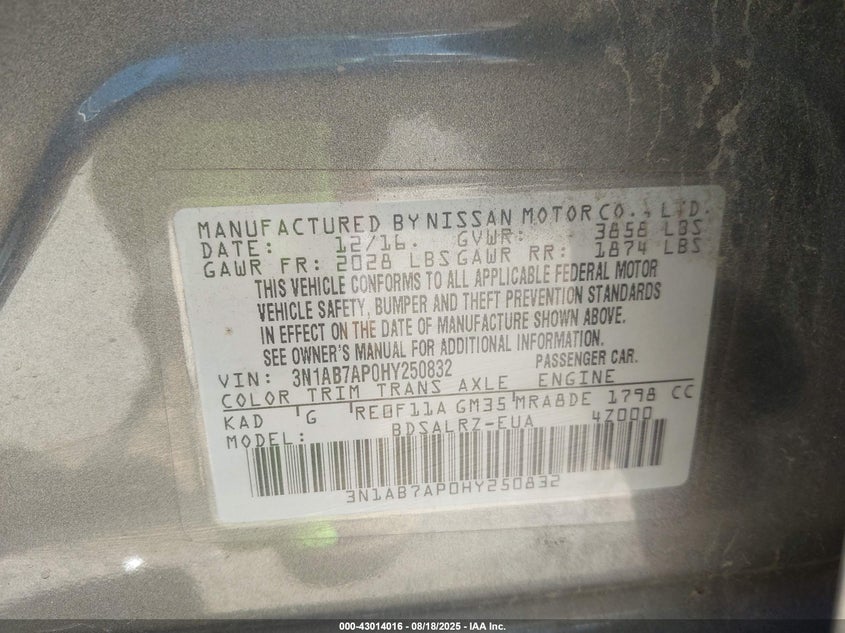 MANUFACTURED BY NISSAN MOTOR CO., LTD.
DATE: 12/16. GVWR: 3858 LBS
GAWR FR: 2028 LBS GAWR RR: 1874 LBS
THIS VEHICLE CONFORMS TO ALL APPLICABLE FEDERAL MOTOR
VEHICLE SAFETY, BUMPER AND THEFT PREVENTION STANDARDS
IN EFFECT ON THE DATE OF MANUFACTURE SHOWN ABOVE.
SEE OWNER'S MANUAL FOR ADDITIONAL INFORMATION.
VIN: 3N1AB7AP0HY250832 PASSENGER CAR.
COLOR TRIM TRANS AXLE ENGINE
KAD G RE0F11A GM35 MRA8DE 1798 CC
MODEL: BDSALRZ-EUA 4Z000
3N1AB7AP0HY250832
000-43014016 - 08/18/2025 - IAA Inc.